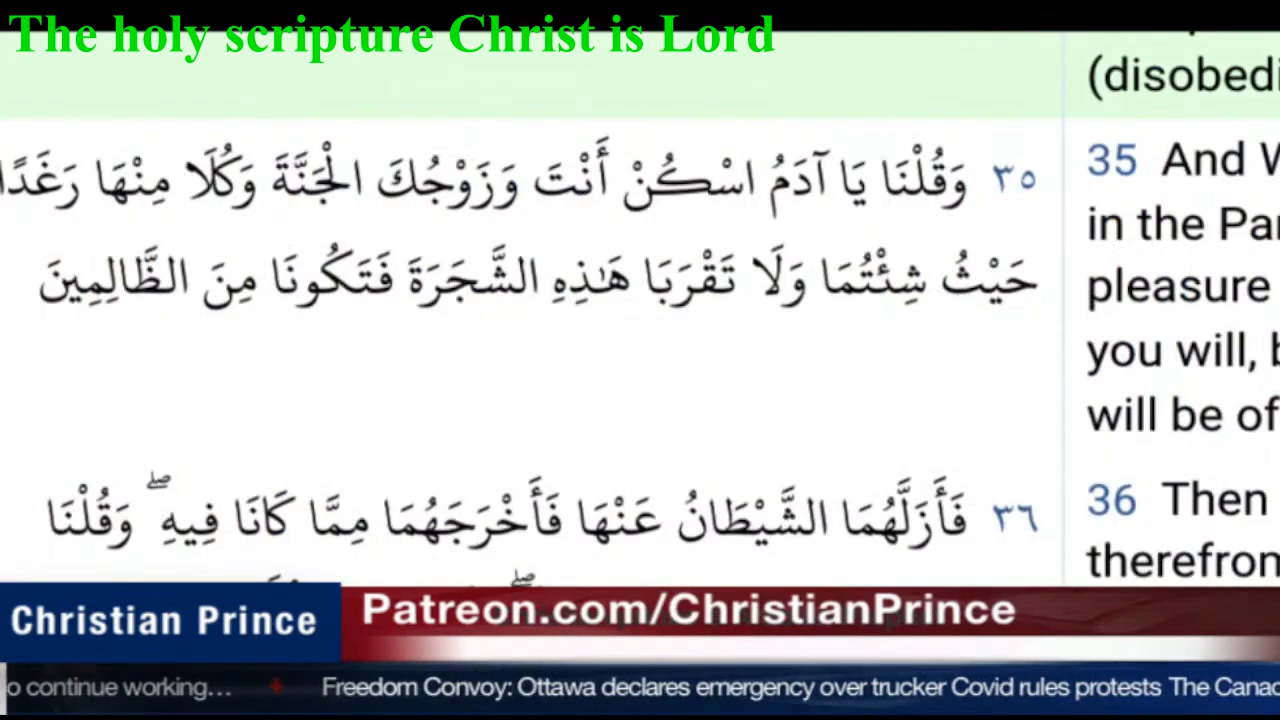 The holy scripture Christ is Lord
(disobedi
٣٥ وَقُلْنَا يَا آدَمُ اسْكُنْ أَنْتَ وَزَوْجُكَ الْجَنَّةَ وَكُلَا مِنْهَا رَغَدًا
حَيْثُ شِئْتُمَا وَلَا تَقْرَبَا هَٰذِهِ الشَّجَرَةَ فَتَكُونَا مِنَ الظَّالِمِينَ
35 And W
in the Par
pleasure
you will, b
will be of
٣٦ فَأَزَلَّهُمَا الشَّيْطَانُ عَنْهَا فَأَخْرَجَهُمَا مِمَّا كَانَا فِيهِ ۖ وَقُلْنَا
36 Then
therefrom
Christian Prince
Patreon.com/ChristianPrince
o continue working... Freedom Convoy: Ottawa declares emergency over trucker Covid rules protests The Canad